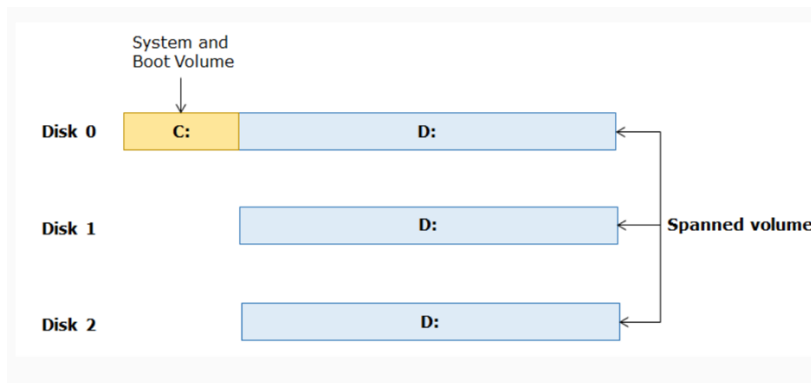 System and
Boot Volume
Disk 0
C:
D:
Disk 1
D:
Spanned volume
Disk 2
D: